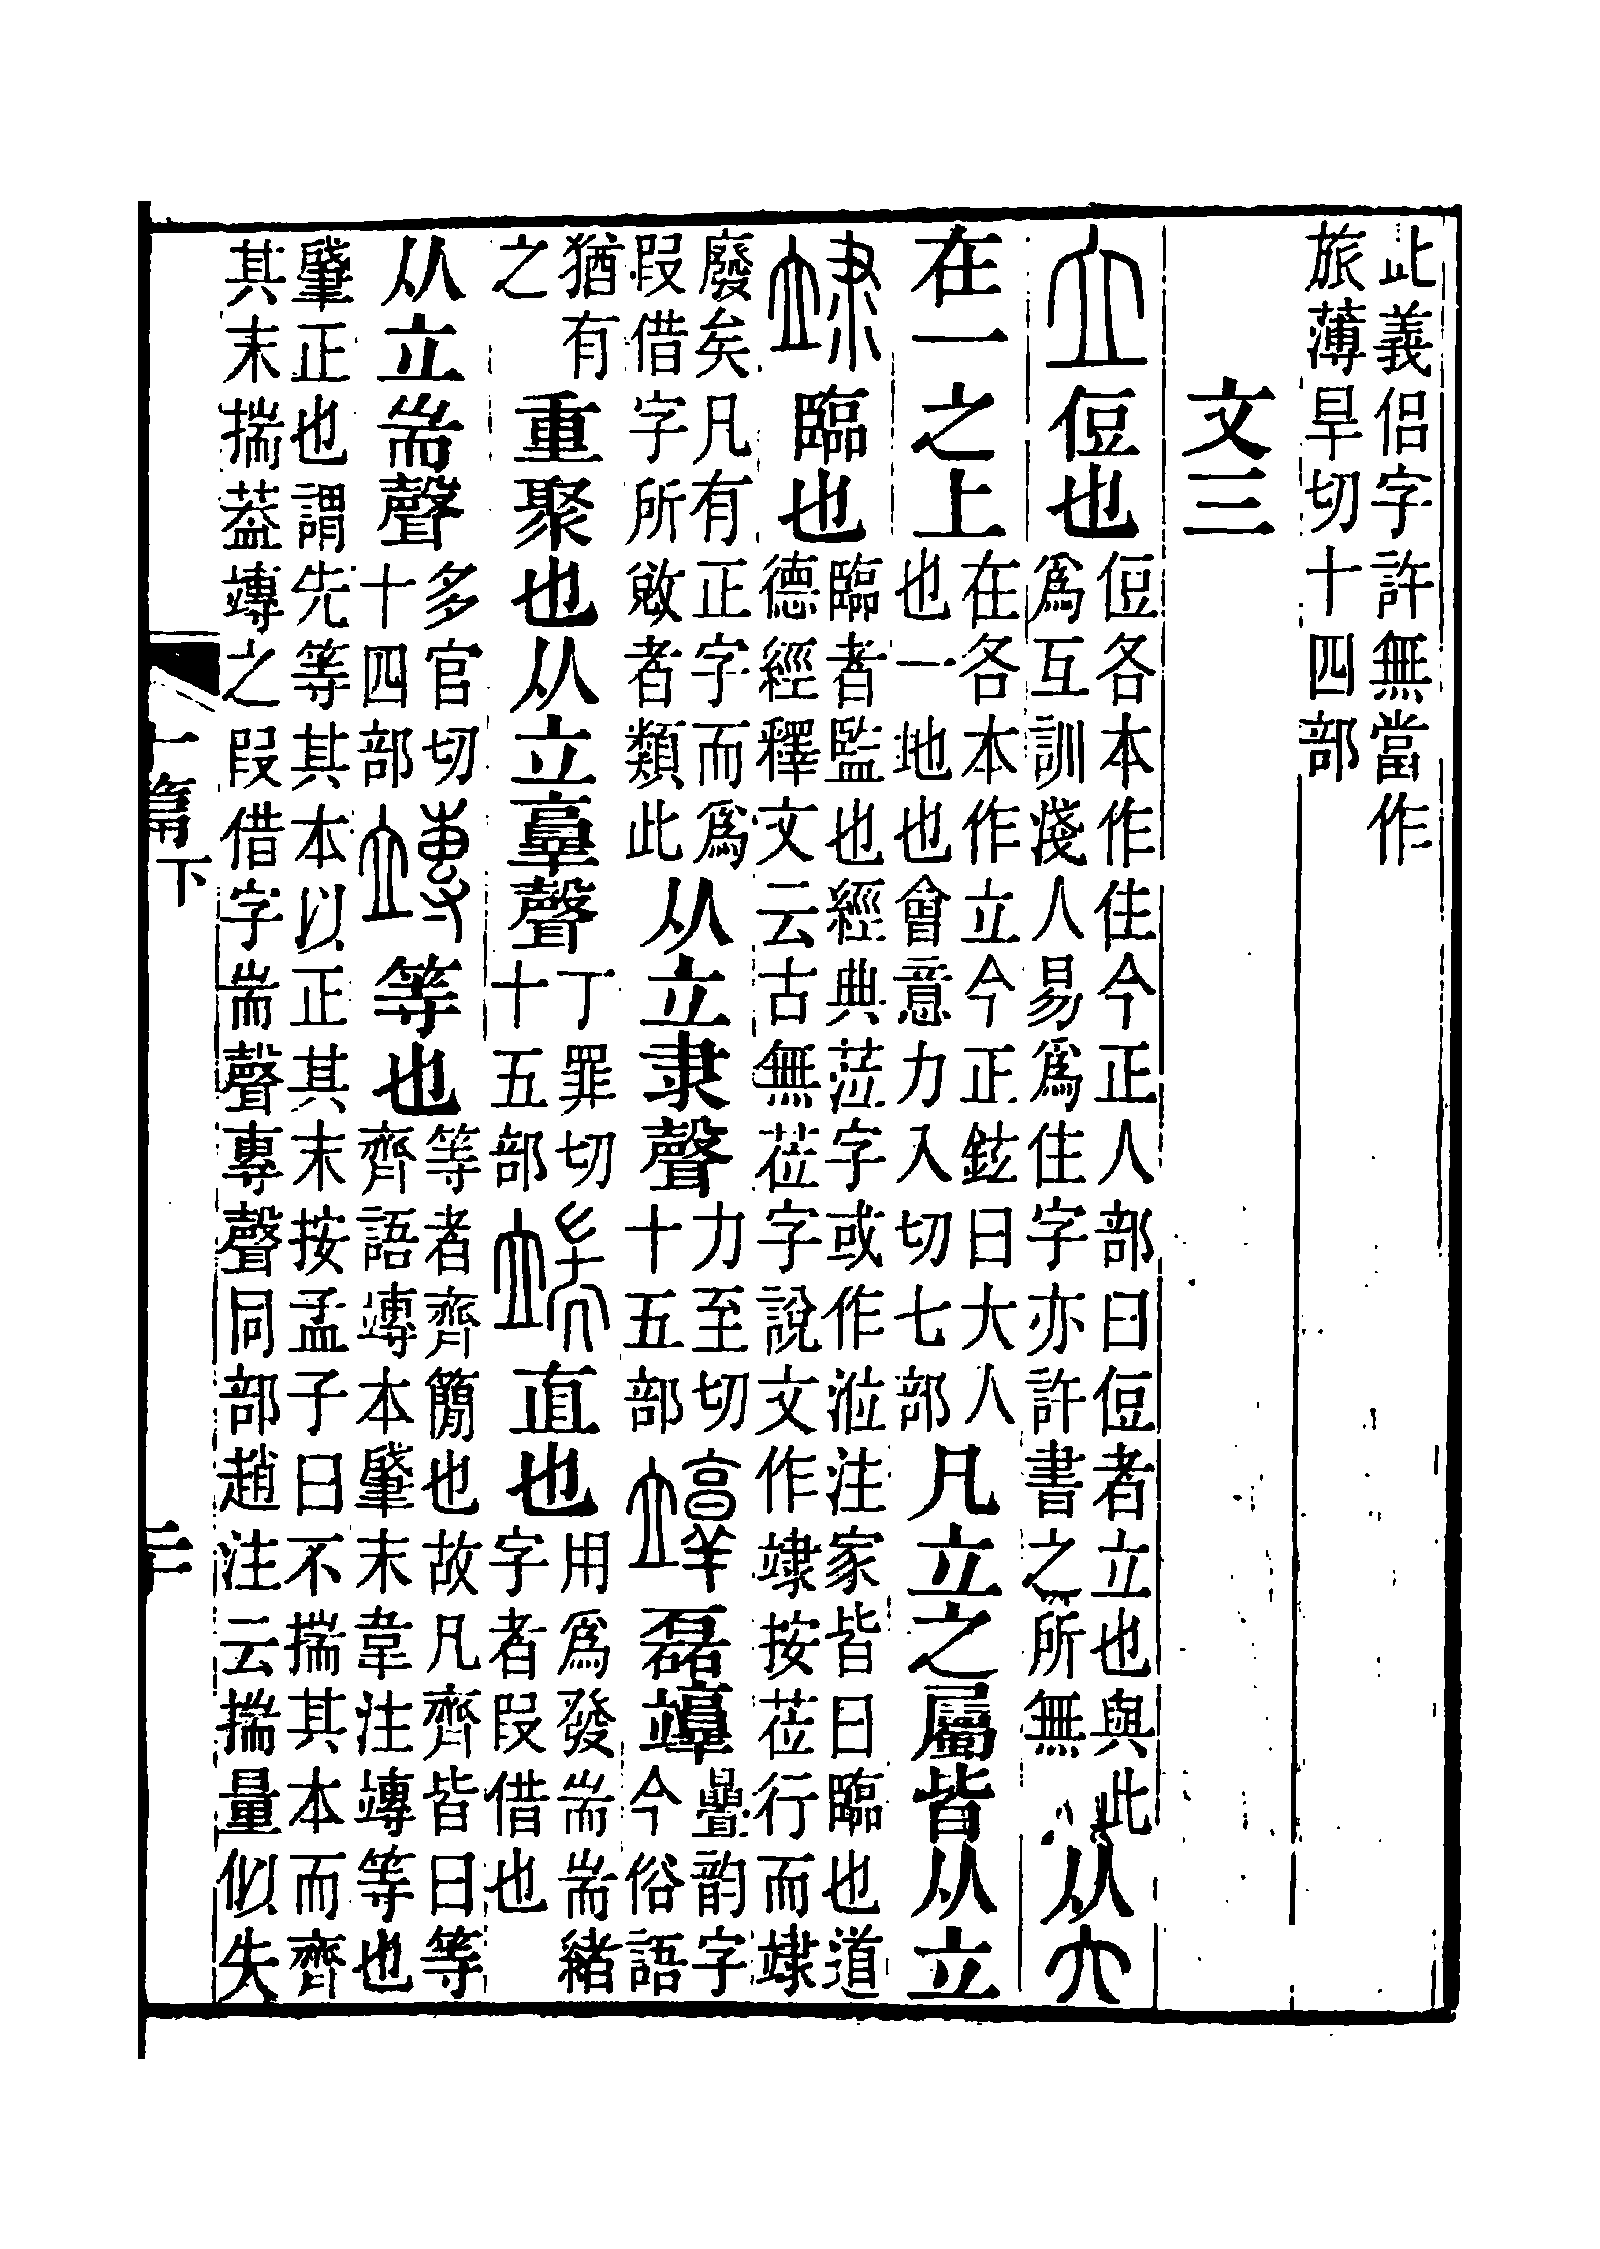 此義侶字許無當作
旅薄旱切十四部
文三
立侸也侸各本作住今正人部曰侸者立也與此爲互訓淺人易爲住字亦許書之所無从大
在一之上在各本作立今正鉉曰大人也一地也也會意力入切七部凡立之屬皆从立
䇐臨也臨者監也經典莅字或作涖注家皆曰臨也道德經釋文云古無莅字說文作䇐按莅行而䇐
廢矣凡有正字而爲叚借字所敚者類此从立隶聲力至切十五部磊曡韵字今俗語
猶有之重聚也从立𦎫聲丁罪切十五部端直也用爲發耑耑緒字者叚借也
从立耑聲多官切十四部竱等也等者齊𥳑也故凡齊皆曰等齊語竱本肇末韋注竱等也
肇正也謂先等其本以正其末按孟子曰不揣其本而齊其末揣葢竱之叚借字耑聲專聲同部趙注云揣量似失
十篇下